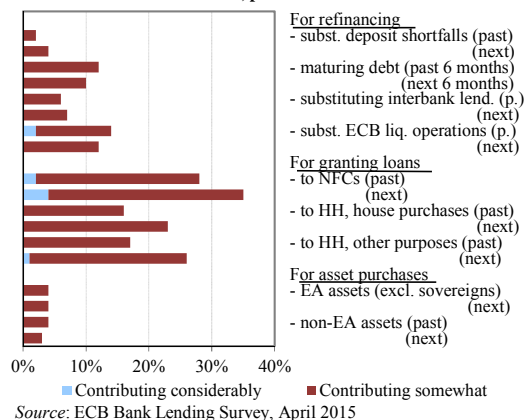 For refinancing
- subst. deposit shortfalls (past)
(next)
- maturing debt (past 6 months)
(next 6 months)
- substituting interbank lend. (p.)
(next)
- subst. ECB liq. operations (p.)
(next)
For granting loans
- to NFCs (past)
(next)
- to HH, house purchases (past)
(next)
- to HH, other purposes (past)
(next)
For asset purchases
- EA assets (excl. sovereigns)
(next)
- non-EA assets (past)
(next)
0% 10% 20% 30% 40%
Contributing considerably Contributing somewhat
Source: ECB Bank Lending Survey, April 2015